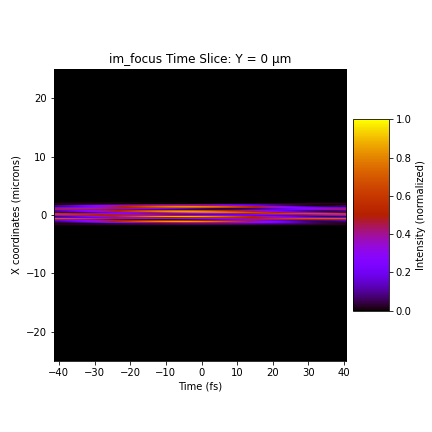 im_focus Time Slice: Y = 0 μm
X coordinates (microns)
20
10
0
−10
−20
−40 −30 −20 −10 0 10 20 30 40
Time (fs)
1.0
0.8
0.6
0.4
0.2
0.0
Intensity (normalized)